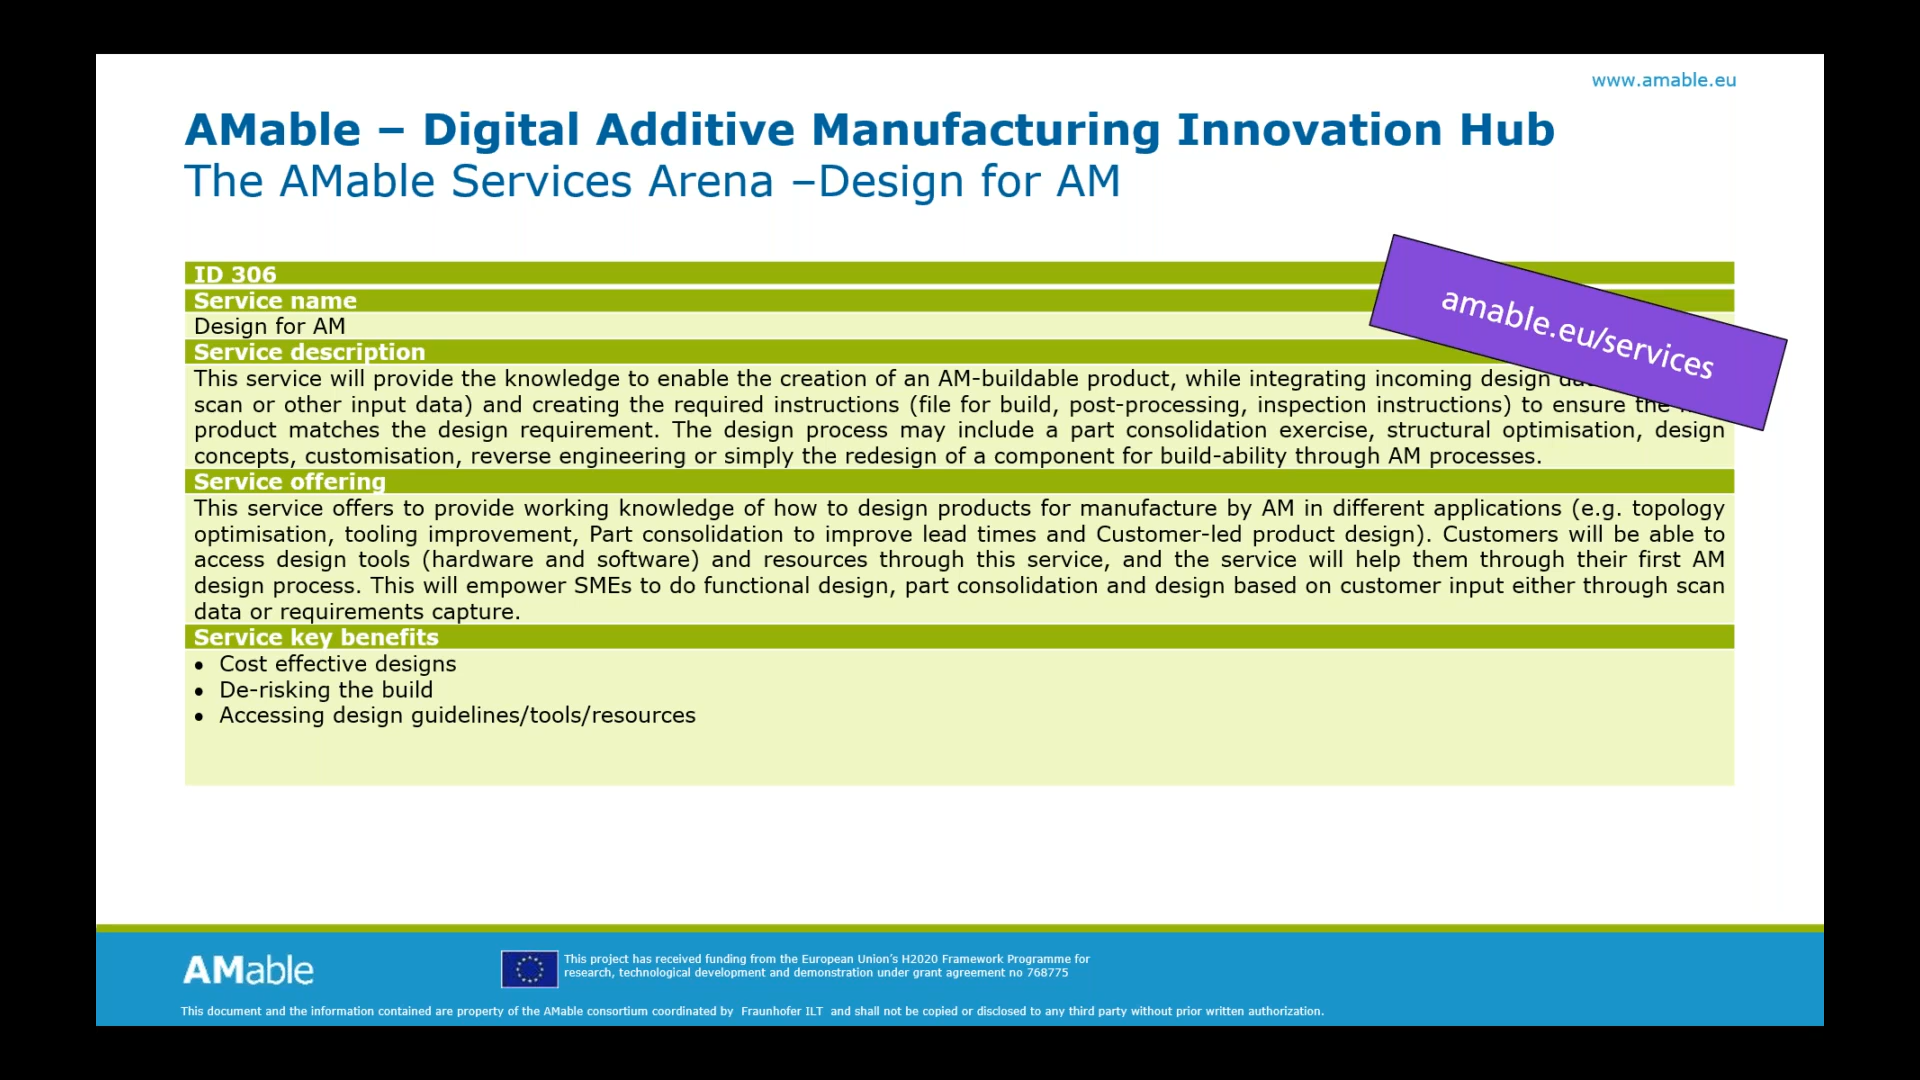 www.amable.eu
AMable – Digital Additive Manufacturing Innovation Hub
The AMable Services Arena –Design for AM
ID 306
Service name
Design for AM
amable.eu/services
Service description
This service will provide the knowledge to enable the creation of an AM-buildable product, while integrating incoming design
scan or other input data) and creating the required instructions (file for build, post-processing, inspection instructions) to ensure the
product matches the design requirement. The design process may include a part consolidation exercise, structural optimisation, design
concepts, customisation, reverse engineering or simply the redesign of a component for build-ability through AM processes.
Service offering
This service offers to provide working knowledge of how to design products for manufacture by AM in different applications (e.g. topology
optimisation, tooling improvement, Part consolidation to improve lead times and Customer-led product design). Customers will be able to
access design tools (hardware and software) and resources through this service, and the service will help them through their first AM
design process. This will empower SMEs to do functional design, part consolidation and design based on customer input either through scan
data or requirements capture.
Service key benefits
• Cost effective designs
• De-risking the build
• Accessing design guidelines/tools/resources
AMable
This project has received funding from the European Union's H2020 Framework Programme for
research, technological development and demonstration under grant agreement no 768775
This document and the information contained are property of the AMable consortium coordinated by Fraunhofer ILT and shall not be copied or disclosed to any third party without prior written authorization.